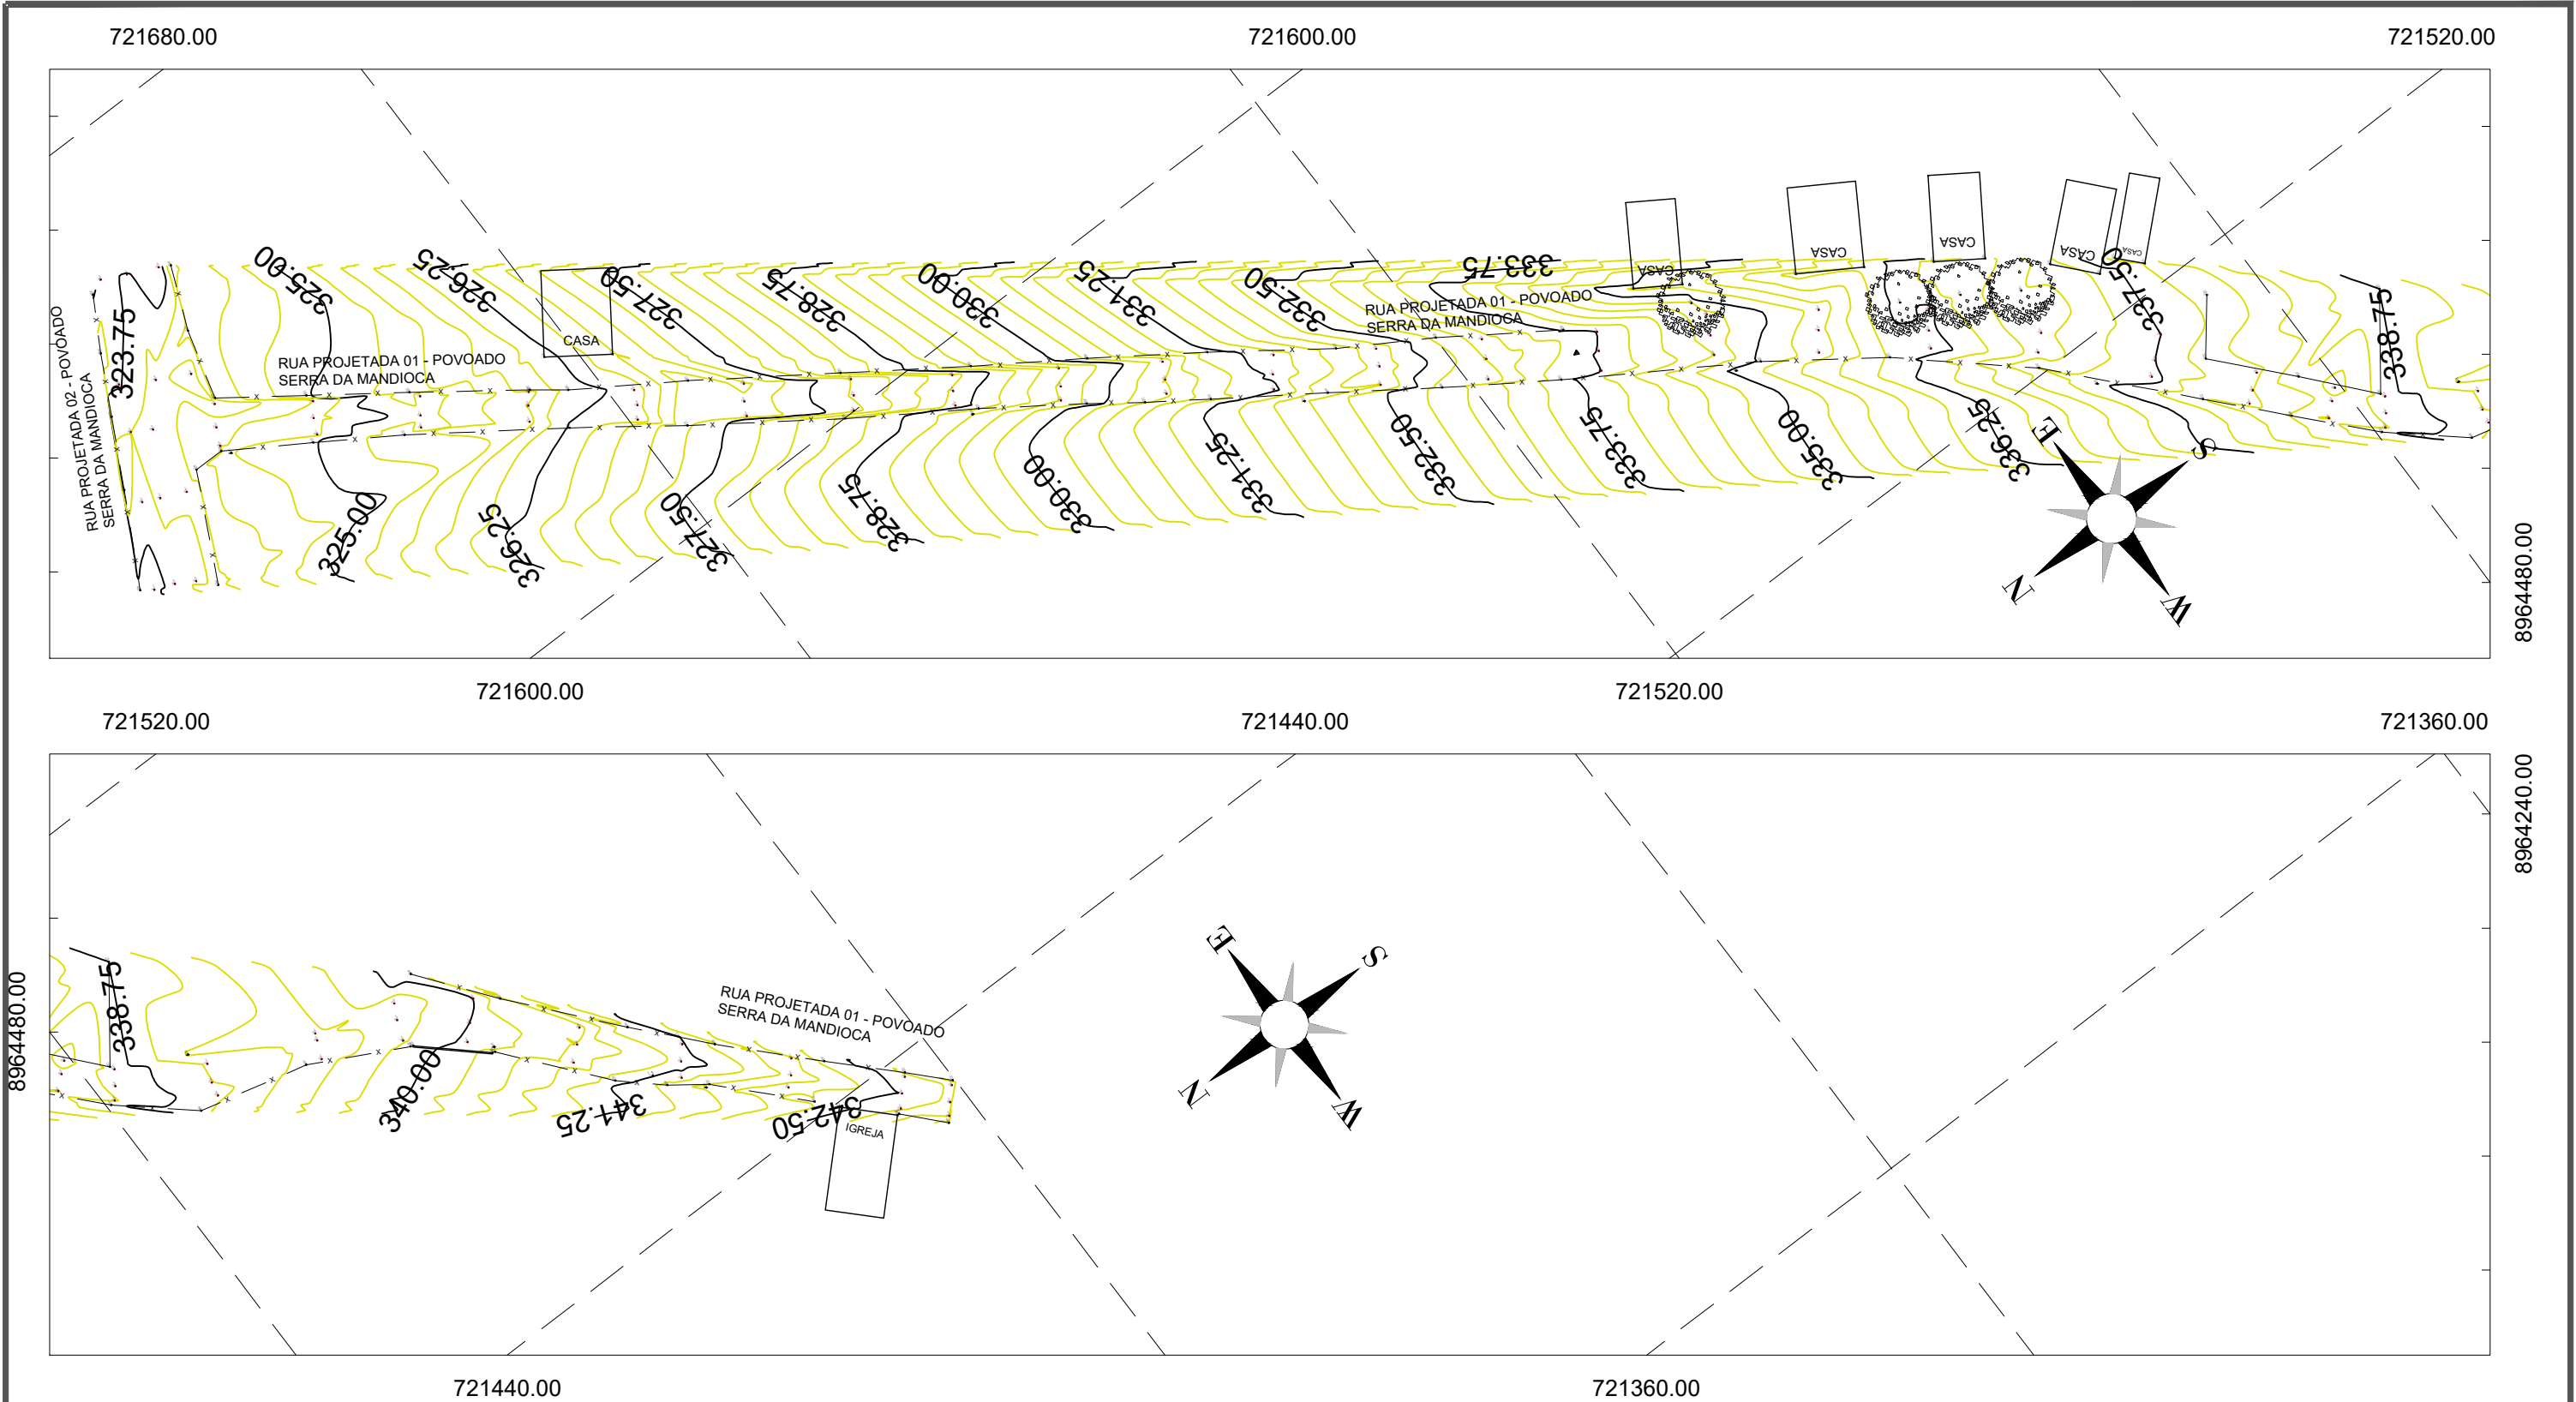 721680.00
721600.00
721520.00
325.00
326.25
327.50
328.75
330.00
331.25
332.50
333.75
CASA
CASA
CASA
CASA
CASA
337.50
338.75
323.75
RUA PROJETADA 02 - POVOADO
SERRA DA MANDIOCA
RUA PROJETADA 01 - POVOADO
SERRA DA MANDIOCA
CASA
RUA PROJETADA 01 - POVOADO
SERRA DA MANDIOCA
325.00
326.25
327.50
328.75
330.00
331.25
332.50
333.75
335.00
336.25
E
S
N
W
8964480.00
721600.00
721520.00
721520.00
721440.00
721360.00
8964240.00
8964480.00
338.75
340.00
341.25
342.50
RUA PROJETADA 01 - POVOADO
SERRA DA MANDIOCA
IGREJA
E
S
N
W
721440.00
721360.00